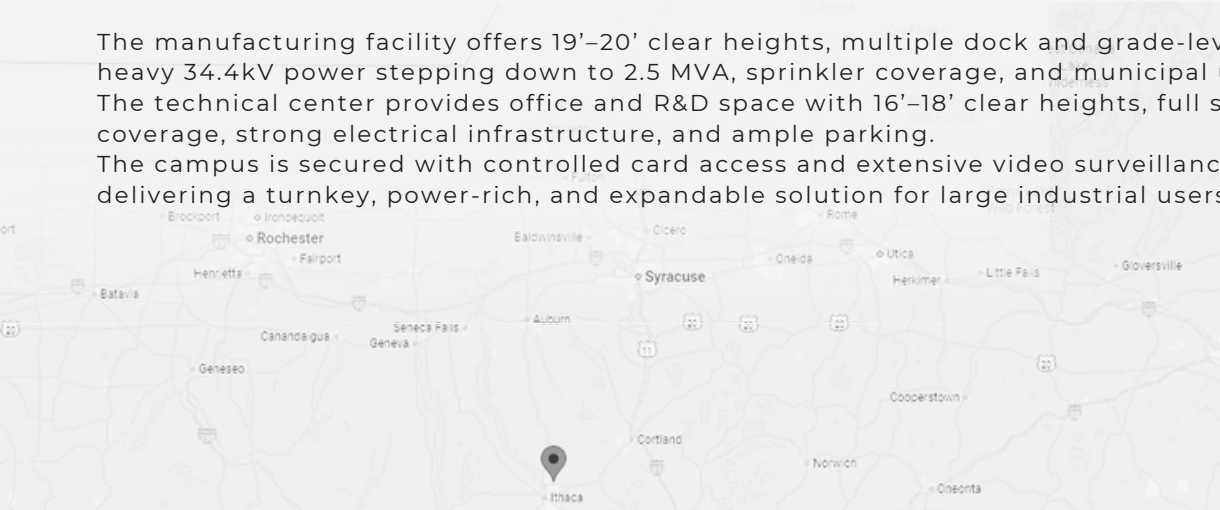 The manufacturing facility offers 19’–20’ clear heights, multiple dock and grade-lev
heavy 34.4kV power stepping down to 2.5 MVA, sprinkler coverage, and municipal
The technical center provides office and R&D space with 16’–18’ clear heights, full s
coverage, strong electrical infrastructure, and ample parking.
The campus is secured with controlled card access and extensive video surveillanc
delivering a turnkey, power-rich, and expandable solution for large industrial users
Fulton
Brockport
Irondequoit
Rome
ort
Rochester
Baldwinsville
Cicero
Fairport
Oneida
Utica
Henrietta
Syracuse
Herkimer
Little Falls
Gloversville
Batavia
Auburn
Seneca Falls
Canandaigua
Geneva
11
Geneseo
Cooperstown
Cortland
Norwich
Ithaca
Oneonta